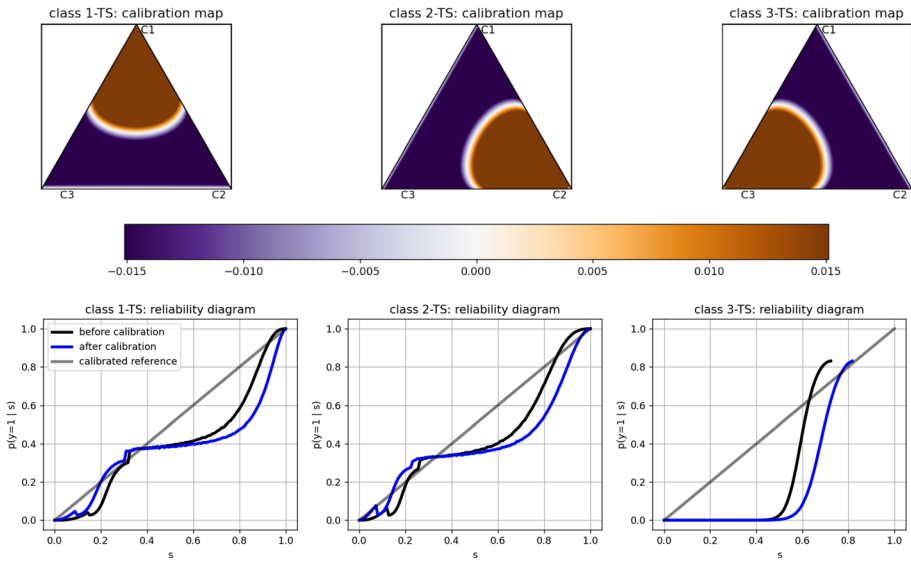 class 1-TS: calibration map
class 2-TS: calibration map
class 3-TS: calibration map
C1
C1
C1
C3
C2
C3
C2
C3
C2
−0.015
−0.010
−0.005
0.000
0.005
0.010
0.015
class 1-TS: reliability diagram
class 2-TS: reliability diagram
class 3-TS: reliability diagram
before calibration
after calibration
calibrated reference
p(y=1 | s)
1.0
0.8
0.6
0.4
0.2
0.0
0.0
0.2
0.4
0.6
0.8
1.0
s
p(y=1 | s)
1.0
0.8
0.6
0.4
0.2
0.0
0.0
0.2
0.4
0.6
0.8
1.0
s
p(y=1 | s)
1.0
0.8
0.6
0.4
0.2
0.0
0.0
0.2
0.4
0.6
0.8
1.0
s